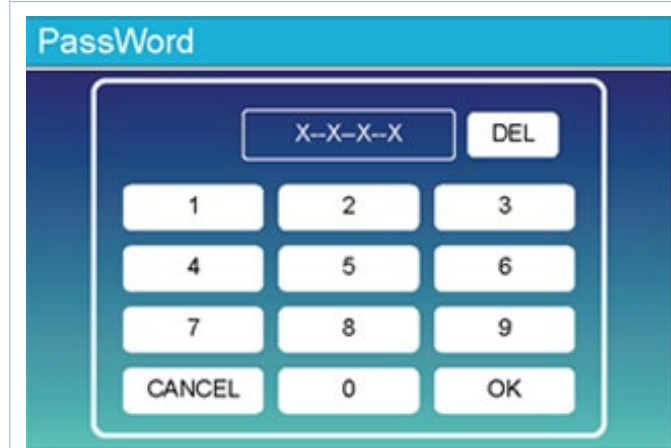 PassWord
X--X--X--X DEL
1 2 3
4 5 6
7 8 9
CANCEL 0 OK